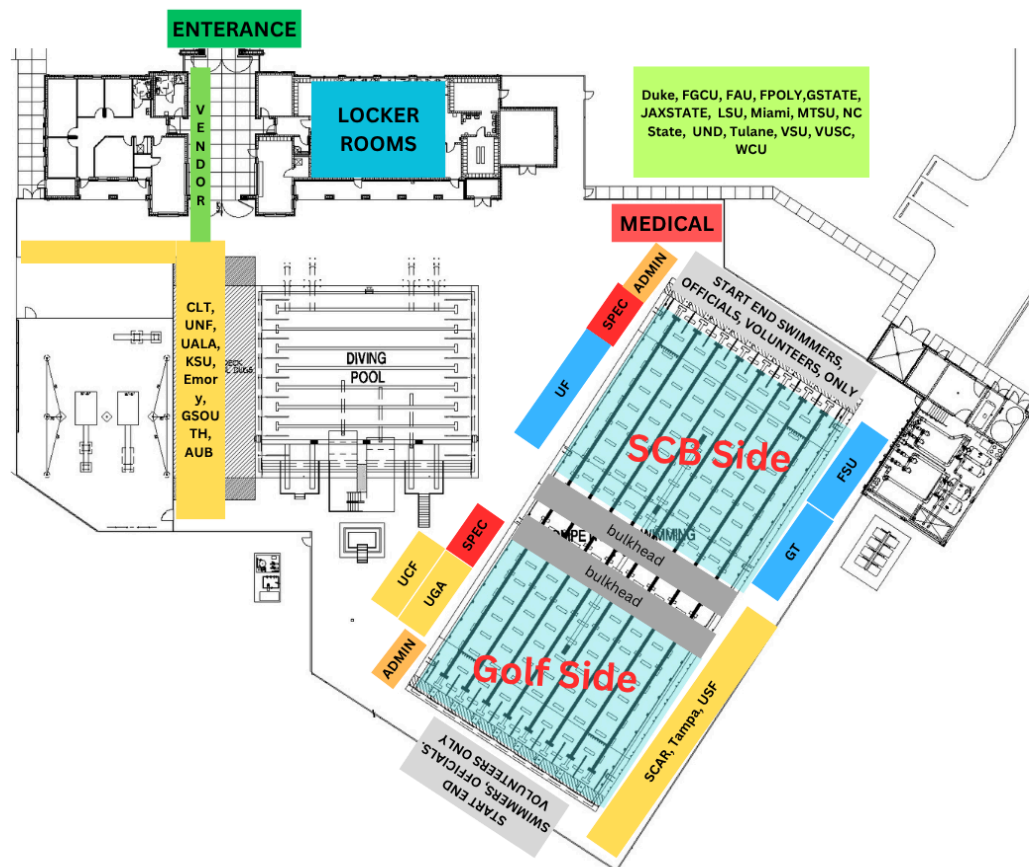 ENTERANCE
VENDOR
LOCKER
ROOMS
Duke, FGCU, FAU, FPOLY,GSTATE,
JAXSTATE, LSU, Miami, MTSU, NC
State, UND, Tulane, VSU, VUSC,
WCU
MEDICAL
ADMIN
SPEC
START END SWIMMERS,
OFFICIALS, VOLUNTEERS, ONLY
CLT,
UNF,
UALA,
KSU,
Emor
y,
GSOU
TH,
AUB
DIVING
POOL
UF
SCB Side
FSU
GT
bulkhead
SWIMMING
bulkhead
SPEC
UCF
UGA
ADMIN
Golf Side
SCAR, Tampa, USF
START END
SWIMMERS, OFFICIALS,
VOLUNTEERS ONLY